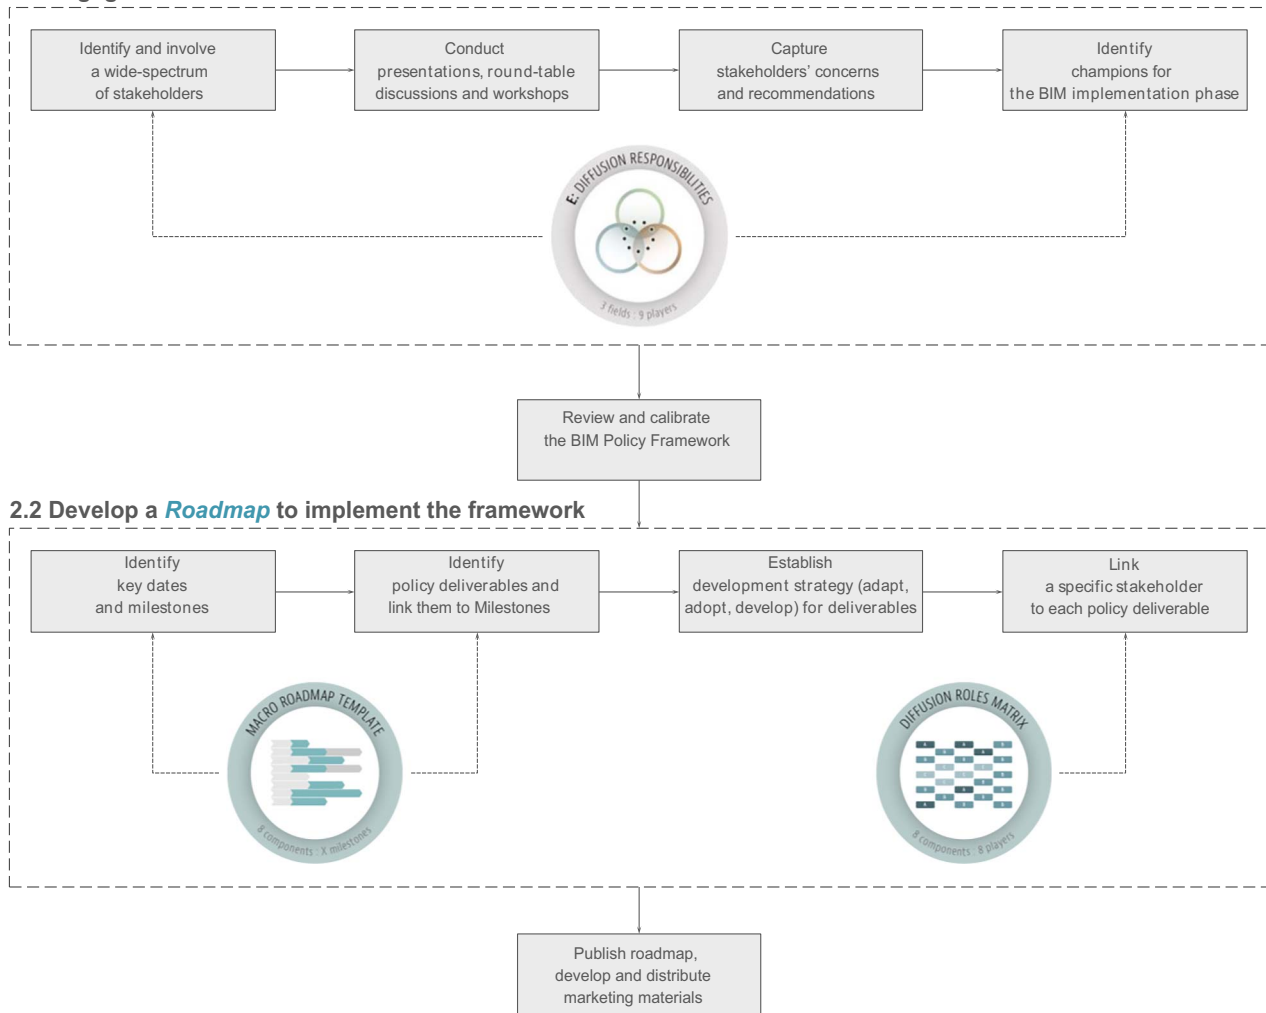 Identify and involve
a wide-spectrum
of stakeholders
Conduct
presentations, round-table
discussions and workshops
Capture
stakeholders' concerns
and recommendations
Identify
champions for
the BIM implementation phase
E: DIFFUSION RESPONSIBILITIES
3 fields : 9 players
Review and calibrate
the BIM Policy Framework
2.2 Develop a Roadmap to implement the framework
Identify
key dates
and milestones
Identify
policy deliverables and
link them to Milestones
Establish
development strategy (adapt,
adopt, develop) for deliverables
Link
a specific stakeholder
to each policy deliverable
MACRO ROADMAP TEMPLATE
8 components : X milestones
DIFFUSION ROLES MATRIX
8 components : 8 players
Publish roadmap,
develop and distribute
marketing materials